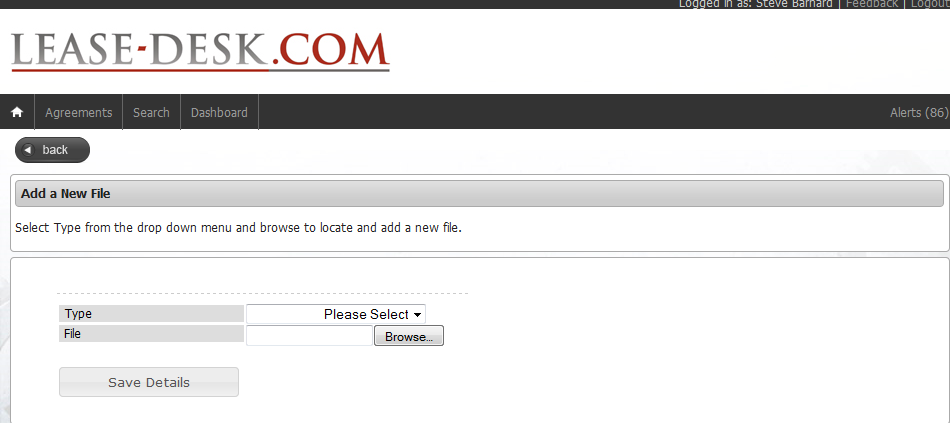 Logged in as: Steve Barnard | Feedback | Logout
LEASE-DESK.COM
Agreements Search Dashboard Alerts (86)
back
Add a New File
Select Type from the drop down menu and browse to locate and add a new file.
Type Please Select
File Browse...
Save Details